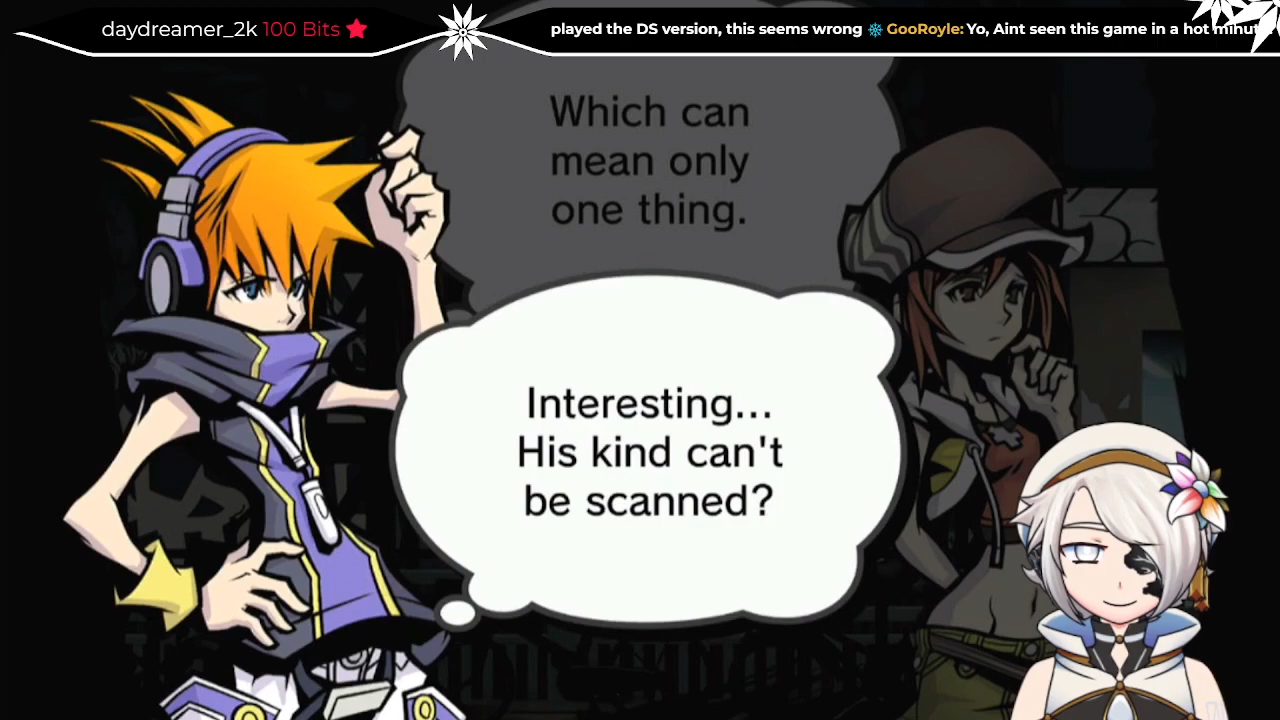 daydreamer_2k 100 Bits
played the DS version, this seems wrong GooRoyle: Yo, Aint seen this game in a hot minut
Which can
mean only
one thing.
Interesting...
His kind can't
be scanned?